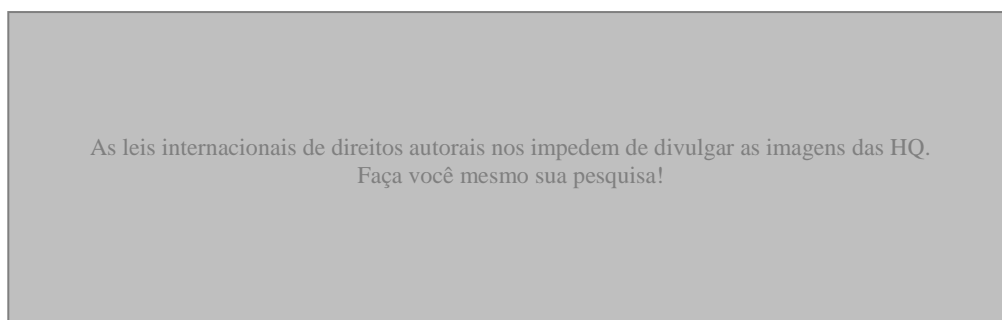 As leis internacionais de direitos autorais nos impedem de divulgar as imagens das HQ.
Faça você mesmo sua pesquisa!